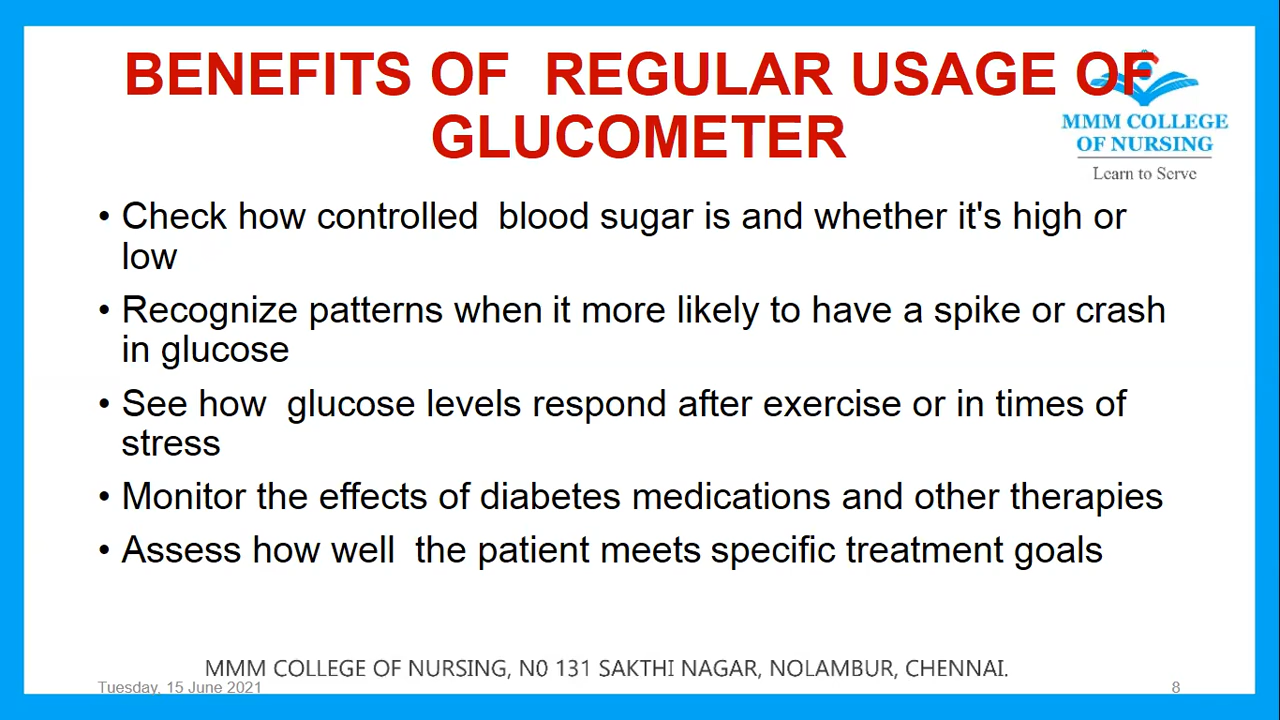 BENEFITS OF REGULAR USAGE OF
GLUCOMETER
MMM COLLEGE
OF NURSING
Learn to Serve
• Check how controlled blood sugar is and whether it's high or
low
• Recognize patterns when it more likely to have a spike or crash
in glucose
• See how glucose levels respond after exercise or in times of
stress
• Monitor the effects of diabetes medications and other therapies
• Assess how well the patient meets specific treatment goals
MMM COLLEGE OF NURSING, N0 131 SAKTHI NAGAR, NOLAMBUR, CHENNAI.
Tuesday, 15 June 2021
8